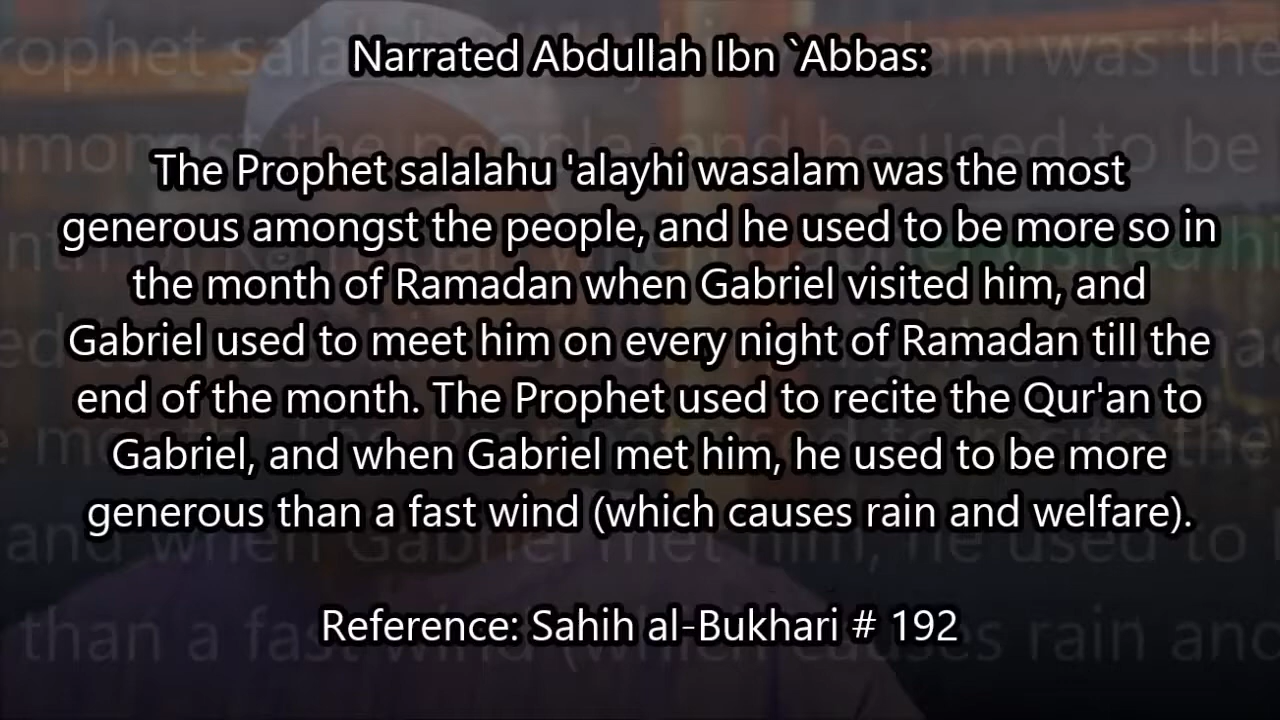 Narrated Abdullah Ibn `Abbas:
The Prophet salalahu 'alayhi wasalam was the most
generous amongst the people, and he used to be more so in
the month of Ramadan when Gabriel visited him, and
Gabriel used to meet him on every night of Ramadan till the
end of the month. The Prophet used to recite the Qur'an to
Gabriel, and when Gabriel met him, he used to be more
generous than a fast wind (which causes rain and welfare).
Reference: Sahih al-Bukhari # 192